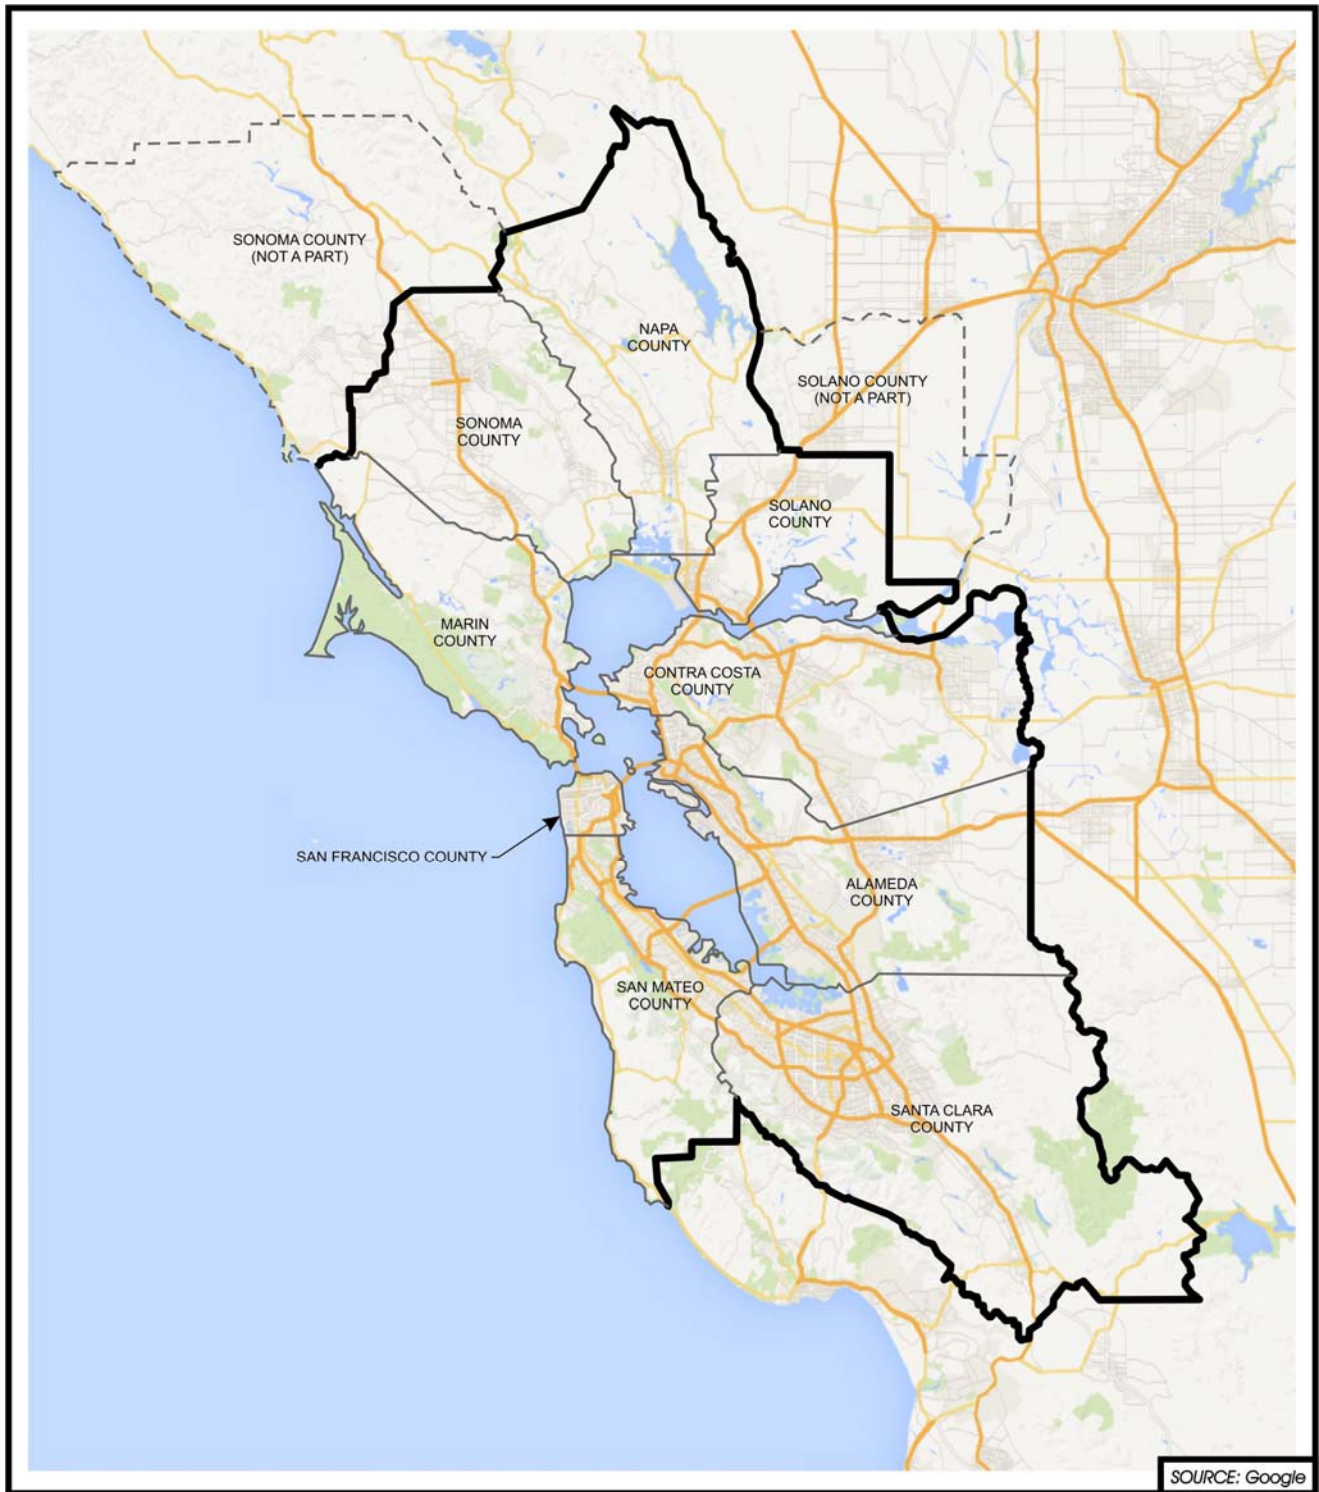 SONOMA COUNTY
(NOT A PART)
NAPA
COUNTY
SOLANO COUNTY
(NOT A PART)
SONOMA
COUNTY
SOLANO
COUNTY
MARIN
COUNTY
CONTRA COSTA
COUNTY
SAN FRANCISCO COUNTY
ALAMEDA
COUNTY
SAN MATEO
COUNTY
SANTA CLARA
COUNTY
SOURCE: Google